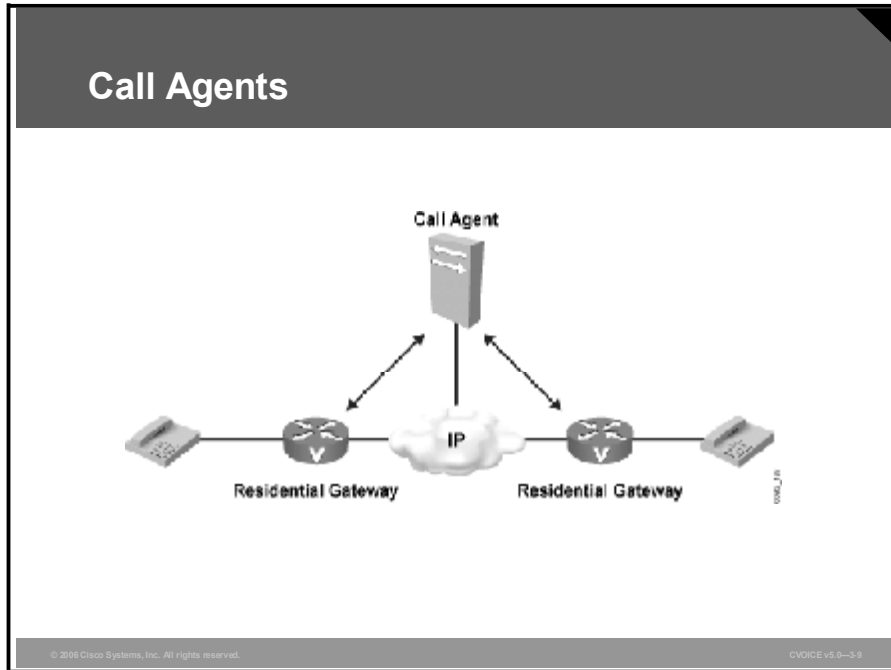 Call Agents
Call Agent
IP
V
V
Residential Gateway
Residential Gateway
© 2006 Cisco Systems, Inc. All rights reserved.
CVOICE v5.0—3-9